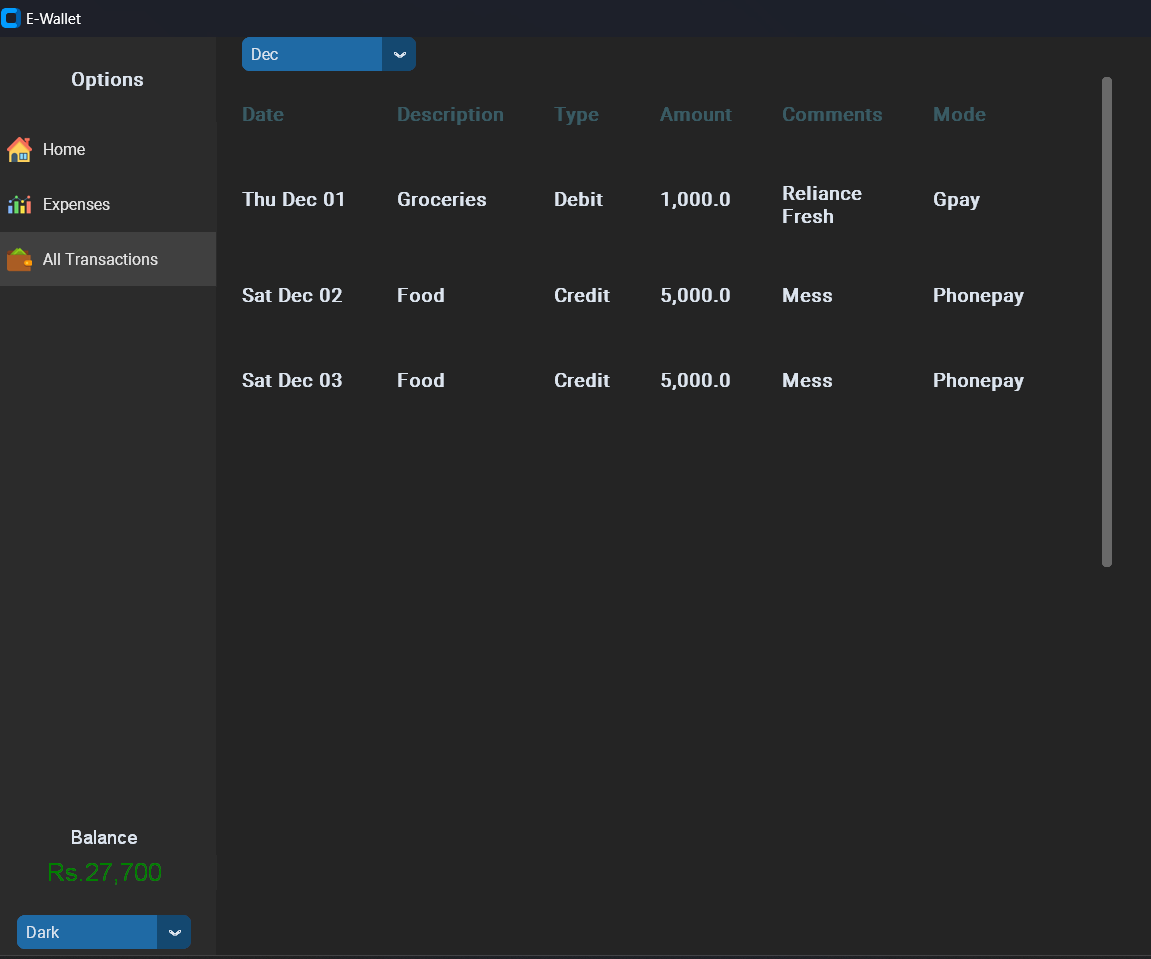 E-Wallet
Options
Home
Expenses
All Transactions
Balance
Rs.27,700
Dark
Dec
Date Description Type Amount Comments Mode
Thu Dec 01 Groceries Debit 1,000.0 Reliance Fresh Gpay
Sat Dec 02 Food Credit 5,000.0 Mess Phonepay
Sat Dec 03 Food Credit 5,000.0 Mess Phonepay